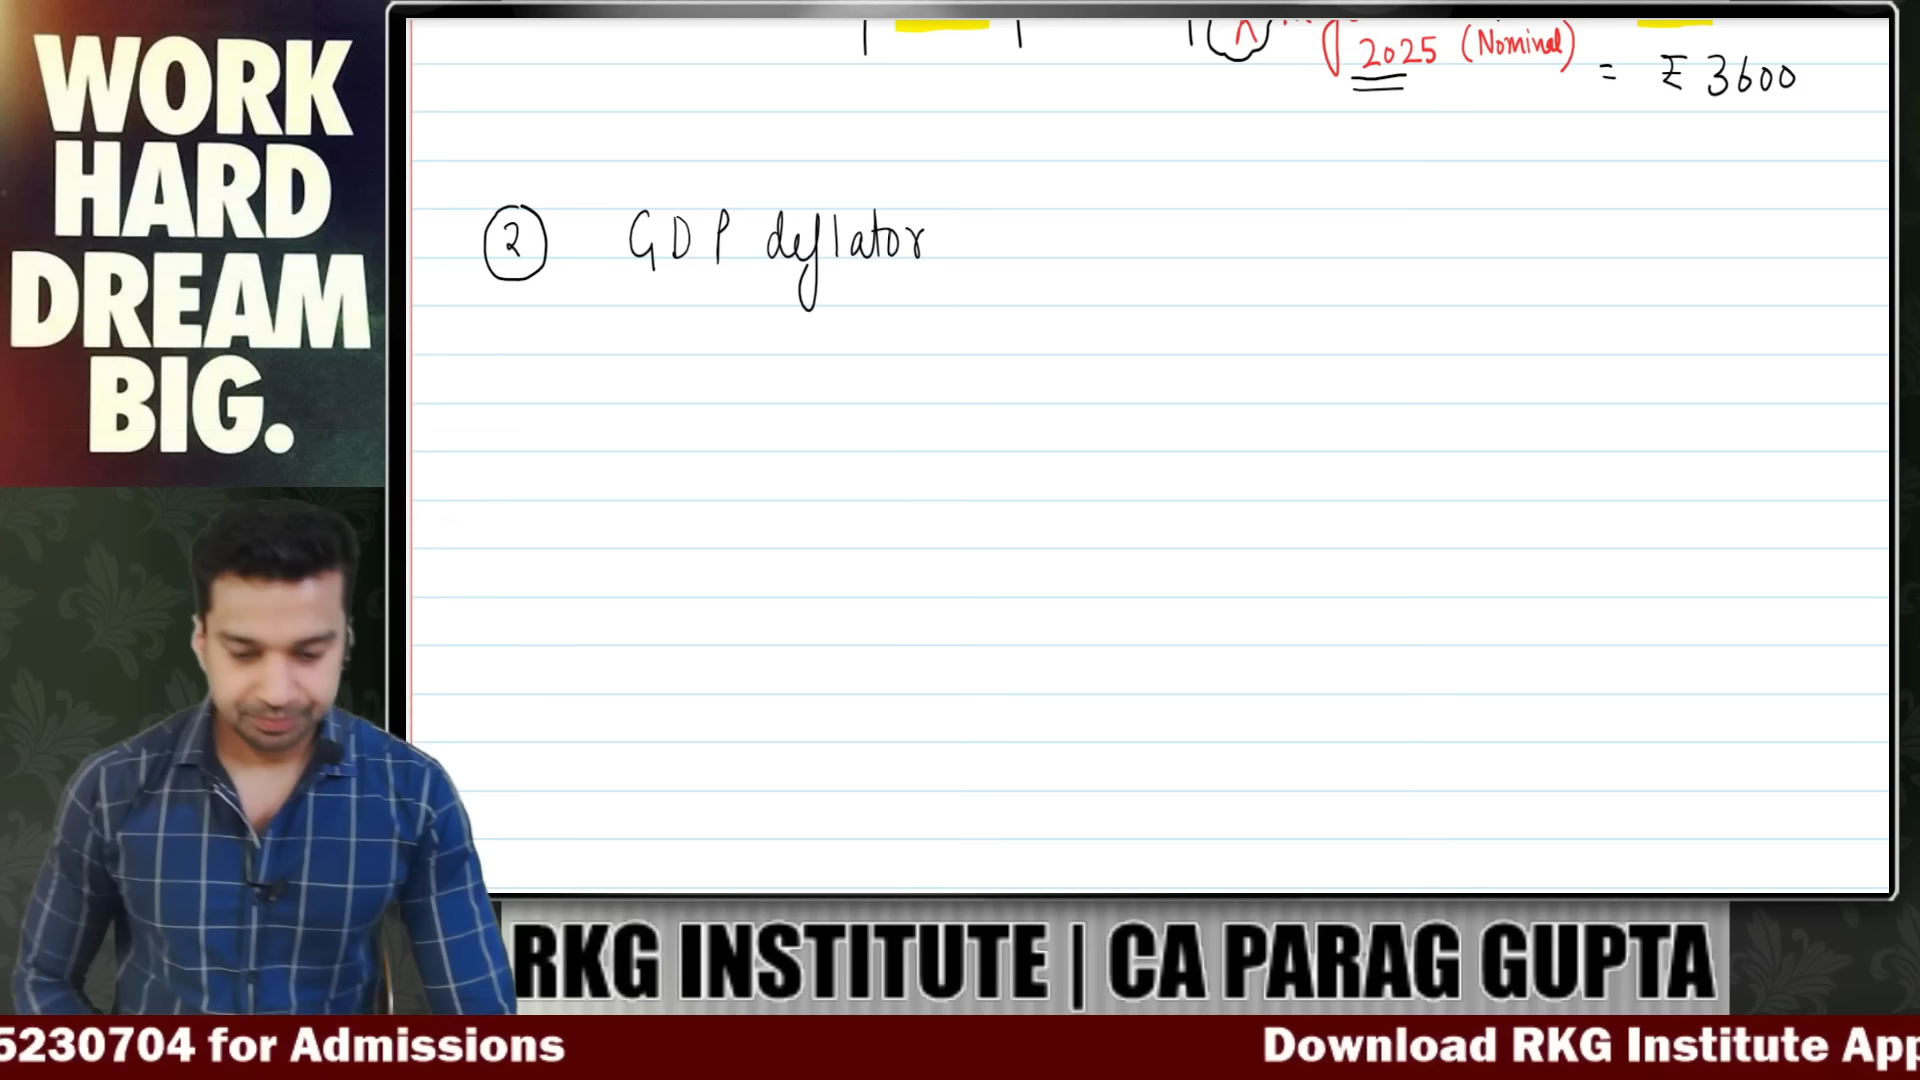 WORK
HARD
DREAM
BIG.
2025 (Nominal)
= ₹ 3600
2 GDP deflator
RKG INSTITUTE | CA PARAG GUPTA
5230704 for Admissions
Download RKG Institute App